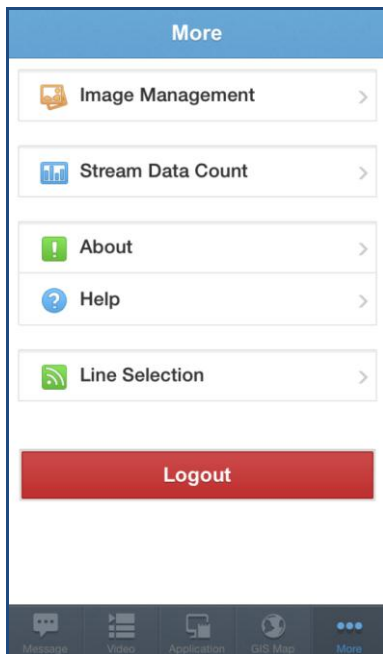 More
Image Management
Stream Data Count
About
Help
Line Selection
Logout
Message Video Application GIS Map More